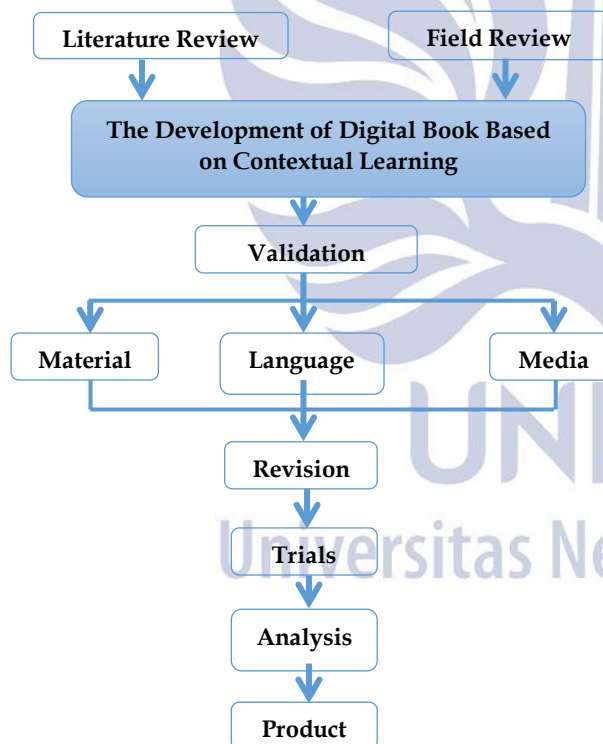 Literature Review
Field Review
The Development of Digital Book Based
on Contextual Learning
Validation
Material
Language
Media
UN
Revision
Universitas Ne
Trials
Analysis
Product